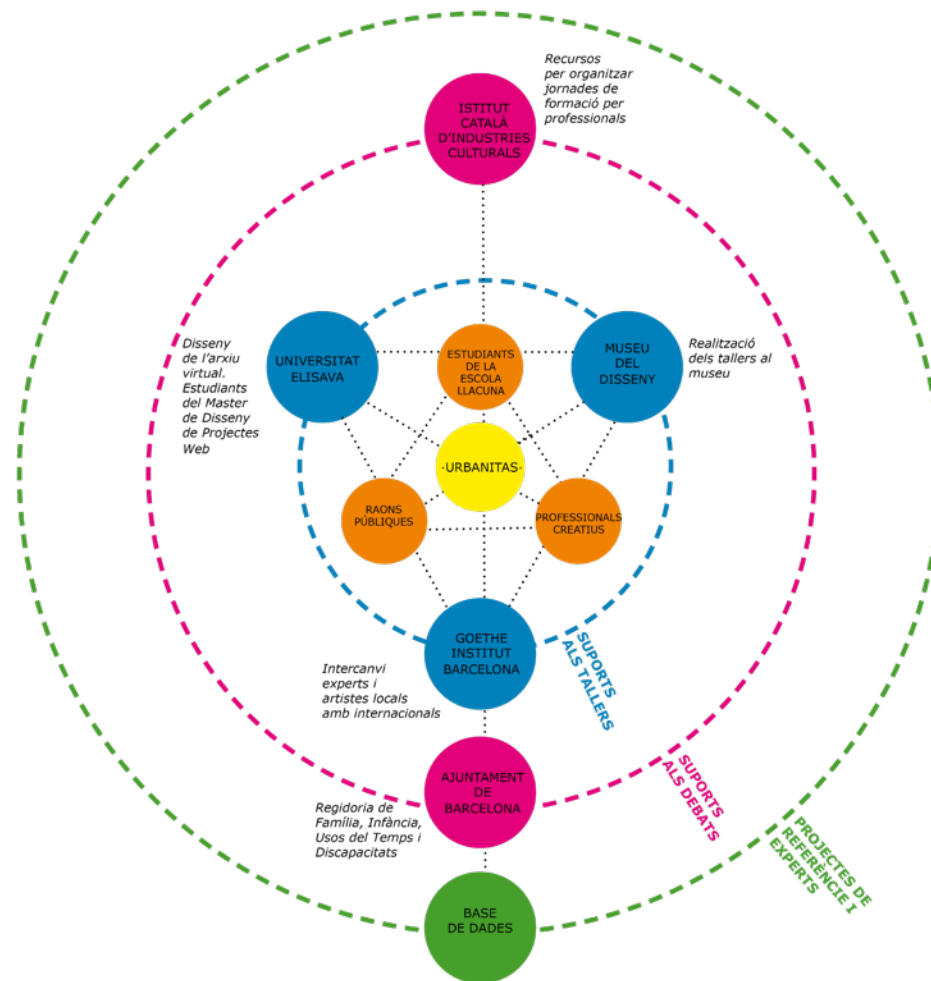 Recursos
per organitzar
jornades de
formació per
professionals
ISTITUT
CATALÀ
D'INDUSTRIES
CULTURALS
Disseny
de l'arxiu
virtual.
Estudiants
del Master
de Disseny
de Projectes
Web
UNIVERSITAT
ELISAVA
ESTUDIANTS
DE LA
ESCOLA
LLACUNA
MUSEU
DEL
DISSENY
Realització
dels tallers al
museu
·URBANITAS·
RAONS
PÚBLIQUES
PROFESSIONALS
CREATIUS
GOETHE
INSTITUT
BARCELONA
Intercanvi
experts i
artistes locals
amb internacionals
SUPORTS
ALS TALLERS
AJUNTAMENT
DE
BARCELONA
Regidoria de
Família, Infància,
Usos del Temps i
Discapacitats
SUPORTS
ALS DEBATS
PROJECTES DE
REFERÈNCIE I
EXPERTS
BASE
DE DADES